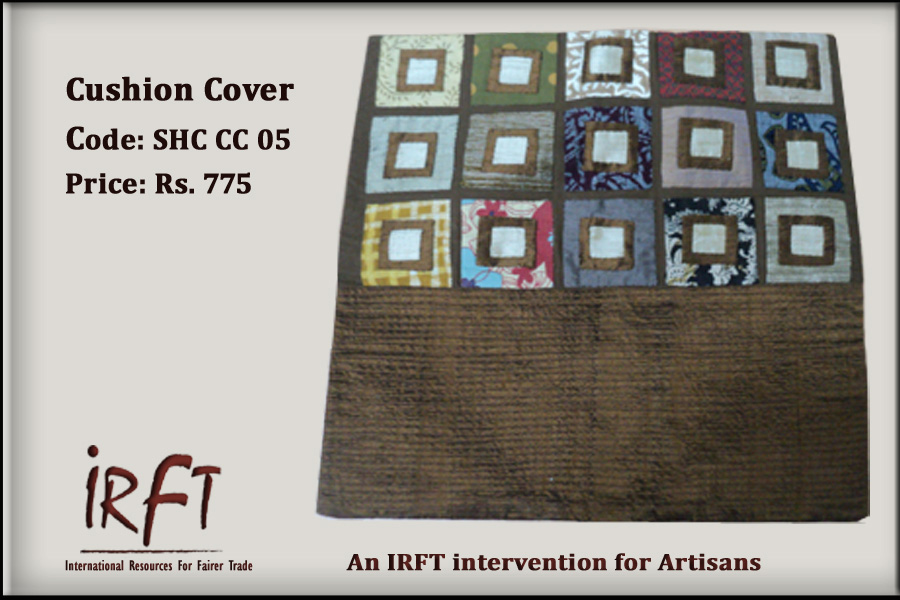 Cushion Cover
Code: SHC CC 05
Price: Rs. 775
iRFT
International Resources For Fairer Trade
An IRFT intervention for Artisans